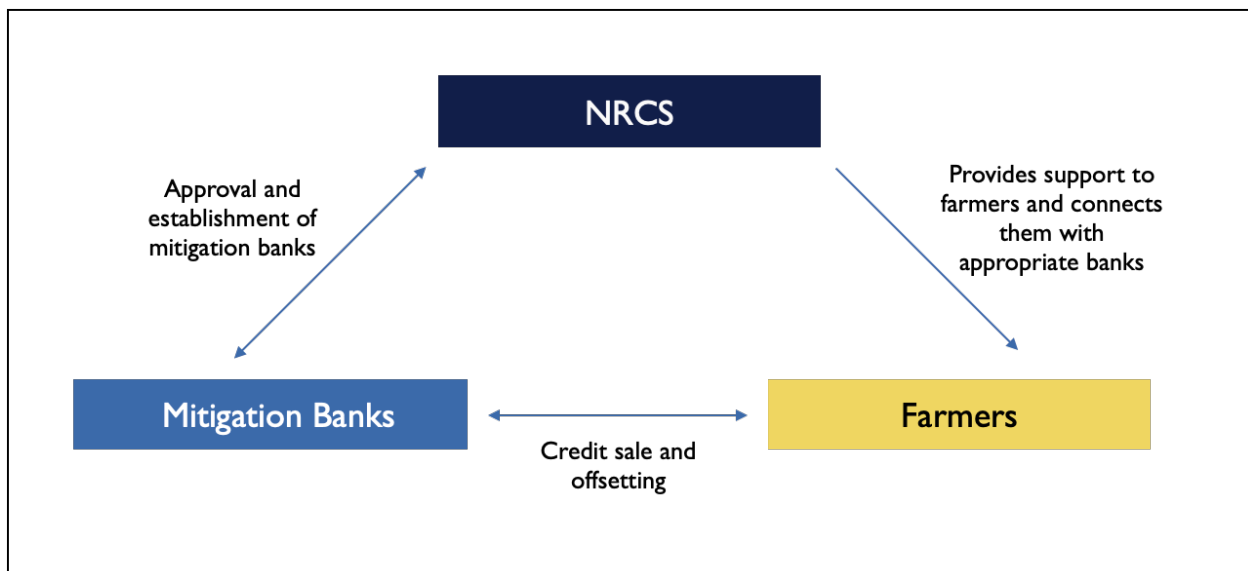 NRCS
Approval and
establishment of
mitigation banks
Provides support to
farmers and connects
them with
appropriate banks
Mitigation Banks
Farmers
Credit sale and
offsetting